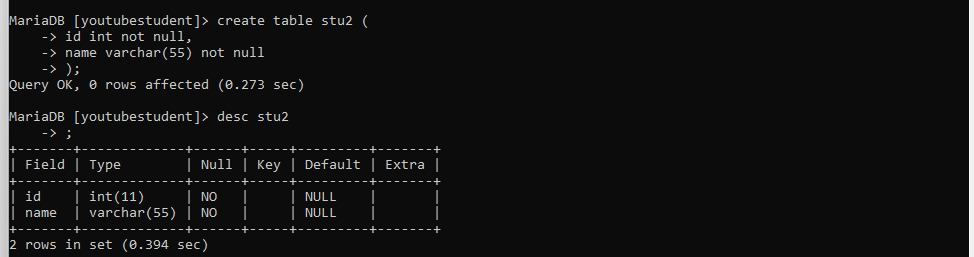 MariaDB [youtubestudent]> create table stu2 (
    -> id int not null,
    -> name varchar(55) not null
    -> );
Query OK, 0 rows affected (0.273 sec)

MariaDB [youtubestudent]> desc stu2
    -> ;
+-------+-------------+------+-----+---------+-------+
| Field | Type        | Null | Key | Default | Extra |
+-------+-------------+------+-----+---------+-------+
| id    | int(11)     | NO   |     | NULL    |       |
| name  | varchar(55) | NO   |     | NULL    |       |
+-------+-------------+------+-----+---------+-------+
2 rows in set (0.394 sec)